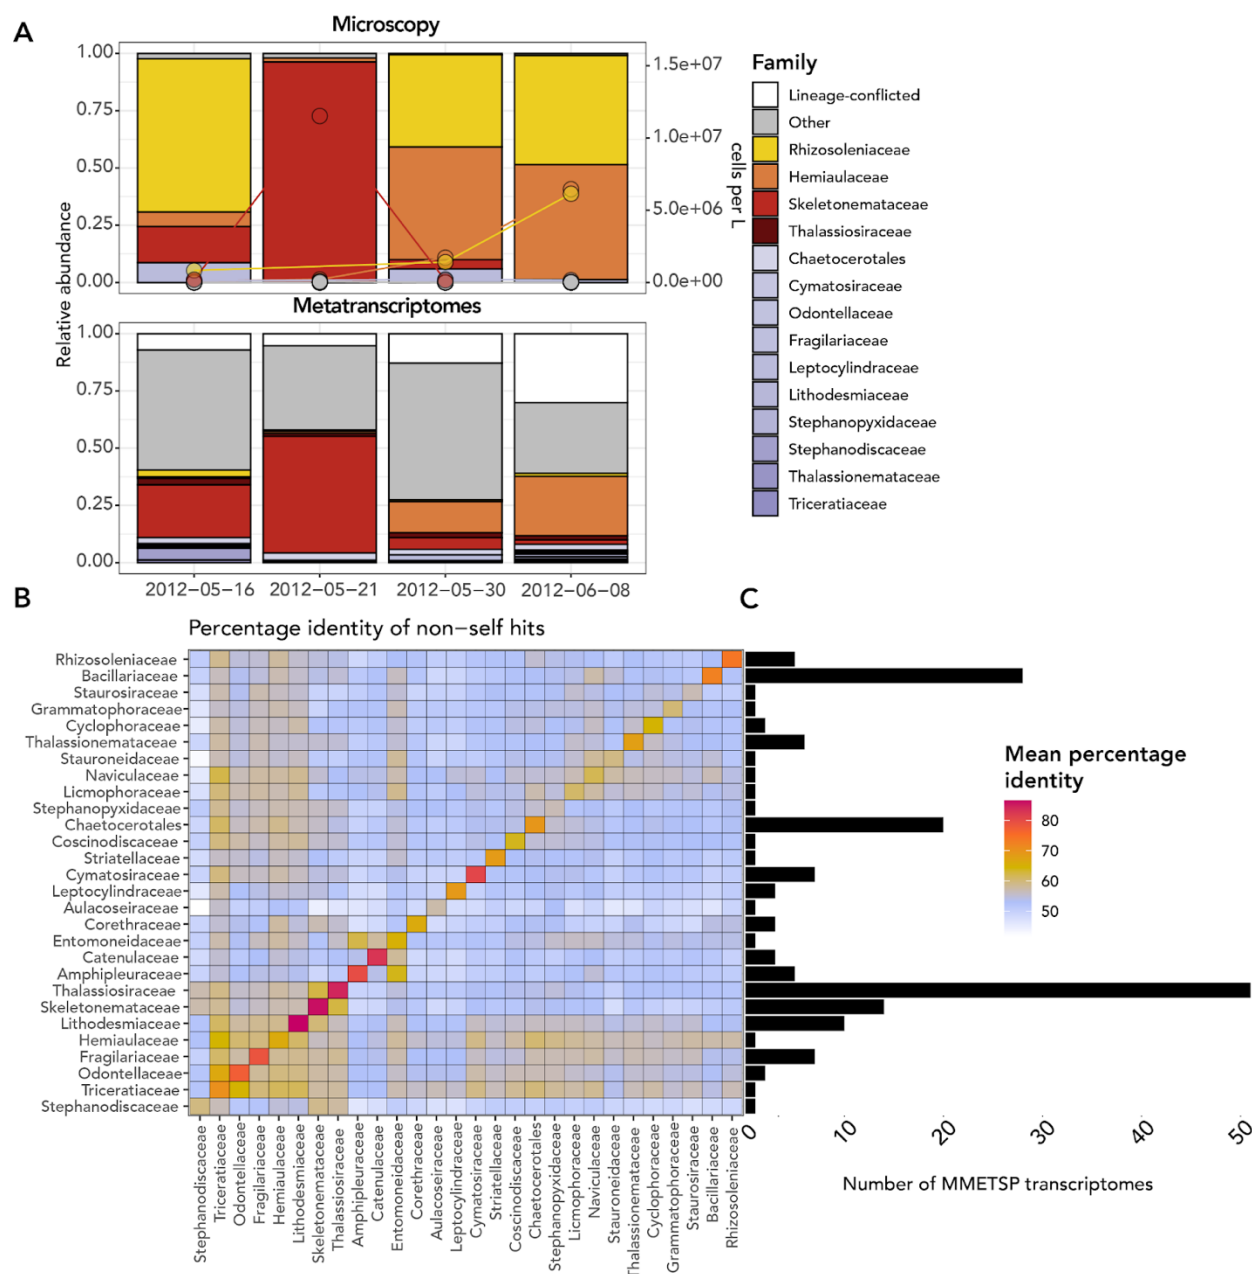 A
Microscopy
1.00
0.75
0.50
0.25
0.00
1.5e+07
1.0e+07
5.0e+06
0.0e+00
cells per L
Relative abundance
Metatranscriptomes
1.00
0.75
0.50
0.25
0.00
2012-05-16
2012-05-21
2012-05-30
2012-06-08
Family
Lineage-conflicted
Other
Rhizosoleniaceae
Hemiaulaceae
Skeletonemataceae
Thalassiosiraceae
Chaetocerotales
Cymatosiraceae
Odontellaceae
Fragilariaceae
Leptocylindraceae
Lithodesmiaceae
Stephanopyxidaceae
Stephanodiscaceae
Thalassionemataceae
Triceratiaceae
B
Percentage identity of non-self hits
Rhizosoleniaceae
Bacillariaceae
Staurosiraceae
Grammatophoraceae
Cyclophoraceae
Thalassionemataceae
Stauroneidaceae
Naviculaceae
Licmophoraceae
Stephanopyxidaceae
Chaetocerotales
Coscinodiscaceae
Striatellaceae
Cymatosiraceae
Leptocylindraceae
Aulacoseiraceae
Corethraceae
Entomoneidaceae
Catenulaceae
Amphipleuraceae
Thalassiosiraceae
Skeletonemataceae
Lithodesmiaceae
Hemiaulaceae
Fragilariaceae
Odontellaceae
Triceratiaceae
Stephanodiscaceae
Stephanodiscaceae
Triceratiaceae
Odontellaceae
Fragilariaceae
Hemiaulaceae
Lithodesmiaceae
Skeletonemataceae
Thalassiosiraceae
Amphipleuraceae
Catenulaceae
Entomoneidaceae
Corethraceae
Aulacoseiraceae
Leptocylindraceae
Cymatosiraceae
Striatellaceae
Coscinodiscaceae
Chaetocerotales
Stephanopyxidaceae
Licmophoraceae
Naviculaceae
Stauroneidaceae
Thalassionemataceae
Cyclophoraceae
Grammatophoraceae
Staurosiraceae
Bacillariaceae
Rhizosoleniaceae
C
Mean percentage
identity
80
70
60
50
0
10
20
30
40
50
Number of MMETSP transcriptomes